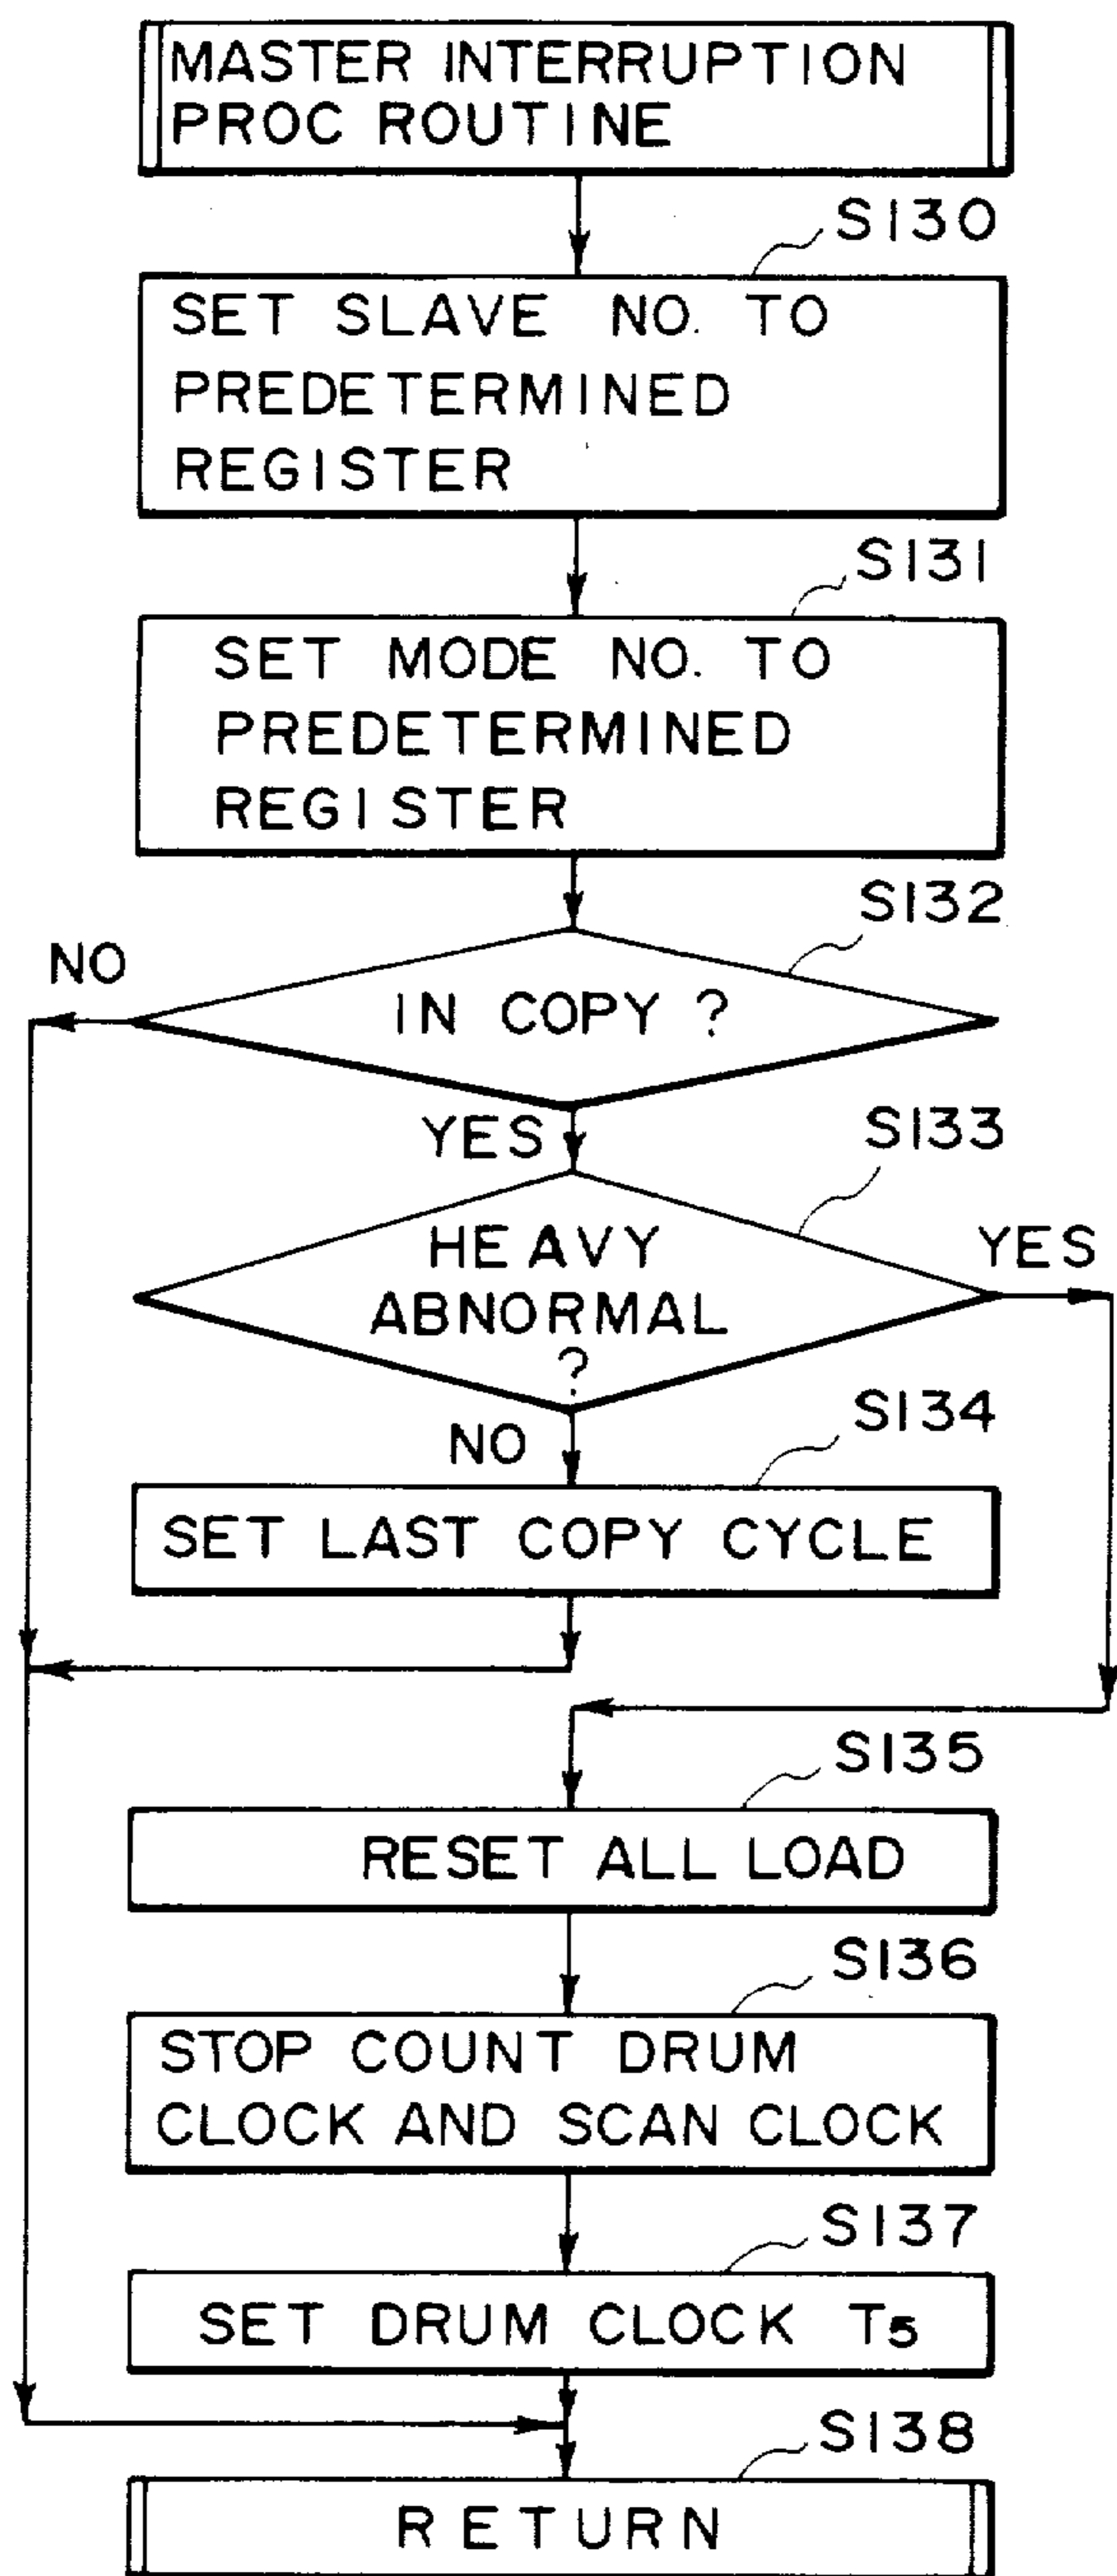 MASTER INTERRUPTION
PROC ROUTINE
S130
SET SLAVE NO. TO
PREDETERMINED
REGISTER
S131
SET MODE NO. TO
PREDETERMINED
REGISTER
S132
NO
IN COPY ?
YES
S133
HEAVY
YES
ABNORMAL
?
S134
NO
SET LAST COPY CYCLE
S135
RESET ALL LOAD
S136
STOP COUNT DRUM
CLOCK AND SCAN CLOCK
S137
SET DRUM CLOCK T5
S138
RETURN